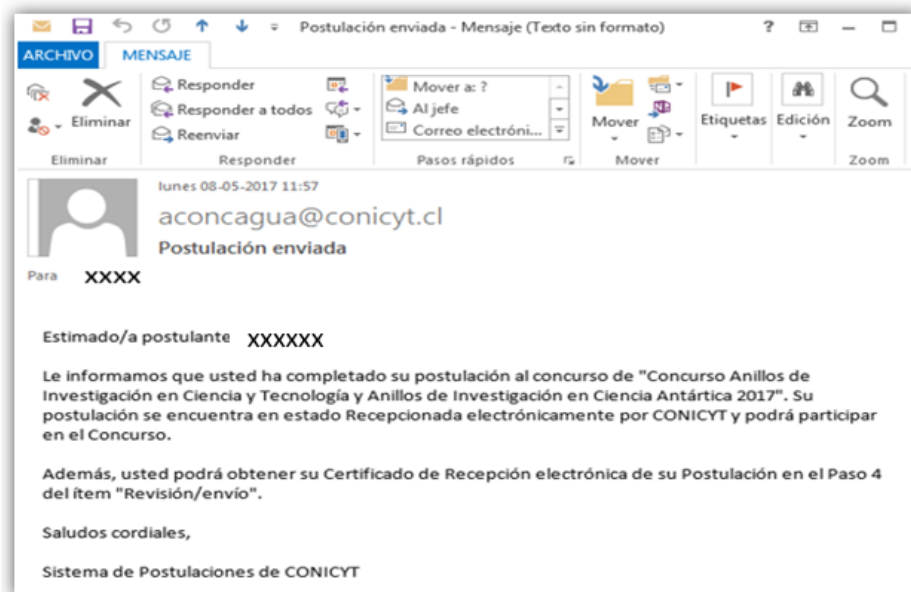 Postulación enviada - Mensaje (Texto sin formato)
?
ARCHIVO
MENSAJE
Eliminar
Responder
Responder a todos
Reenviar
Mover a: ?
Al jefe
Correo electróni...
Mover
Etiquetas
Edición
Zoom
Eliminar
Responder
Pasos rápidos
Mover
Zoom
lunes 08-05-2017 11:57
aconcagua@conicyt.cl
Postulación enviada
Para XXXX
Estimado/a postulante XXXXXX
Le informamos que usted ha completado su postulación al concurso de "Concurso Anillos de
Investigación en Ciencia y Tecnología y Anillos de Investigación en Ciencia Antártica 2017". Su
postulación se encuentra en estado Recepcionada electrónicamente por CONICYT y podrá participar
en el Concurso.
Además, usted podrá obtener su Certificado de Recepción electrónica de su Postulación en el Paso 4
del ítem "Revisión/envío".
Saludos cordiales,
Sistema de Postulaciones de CONICYT